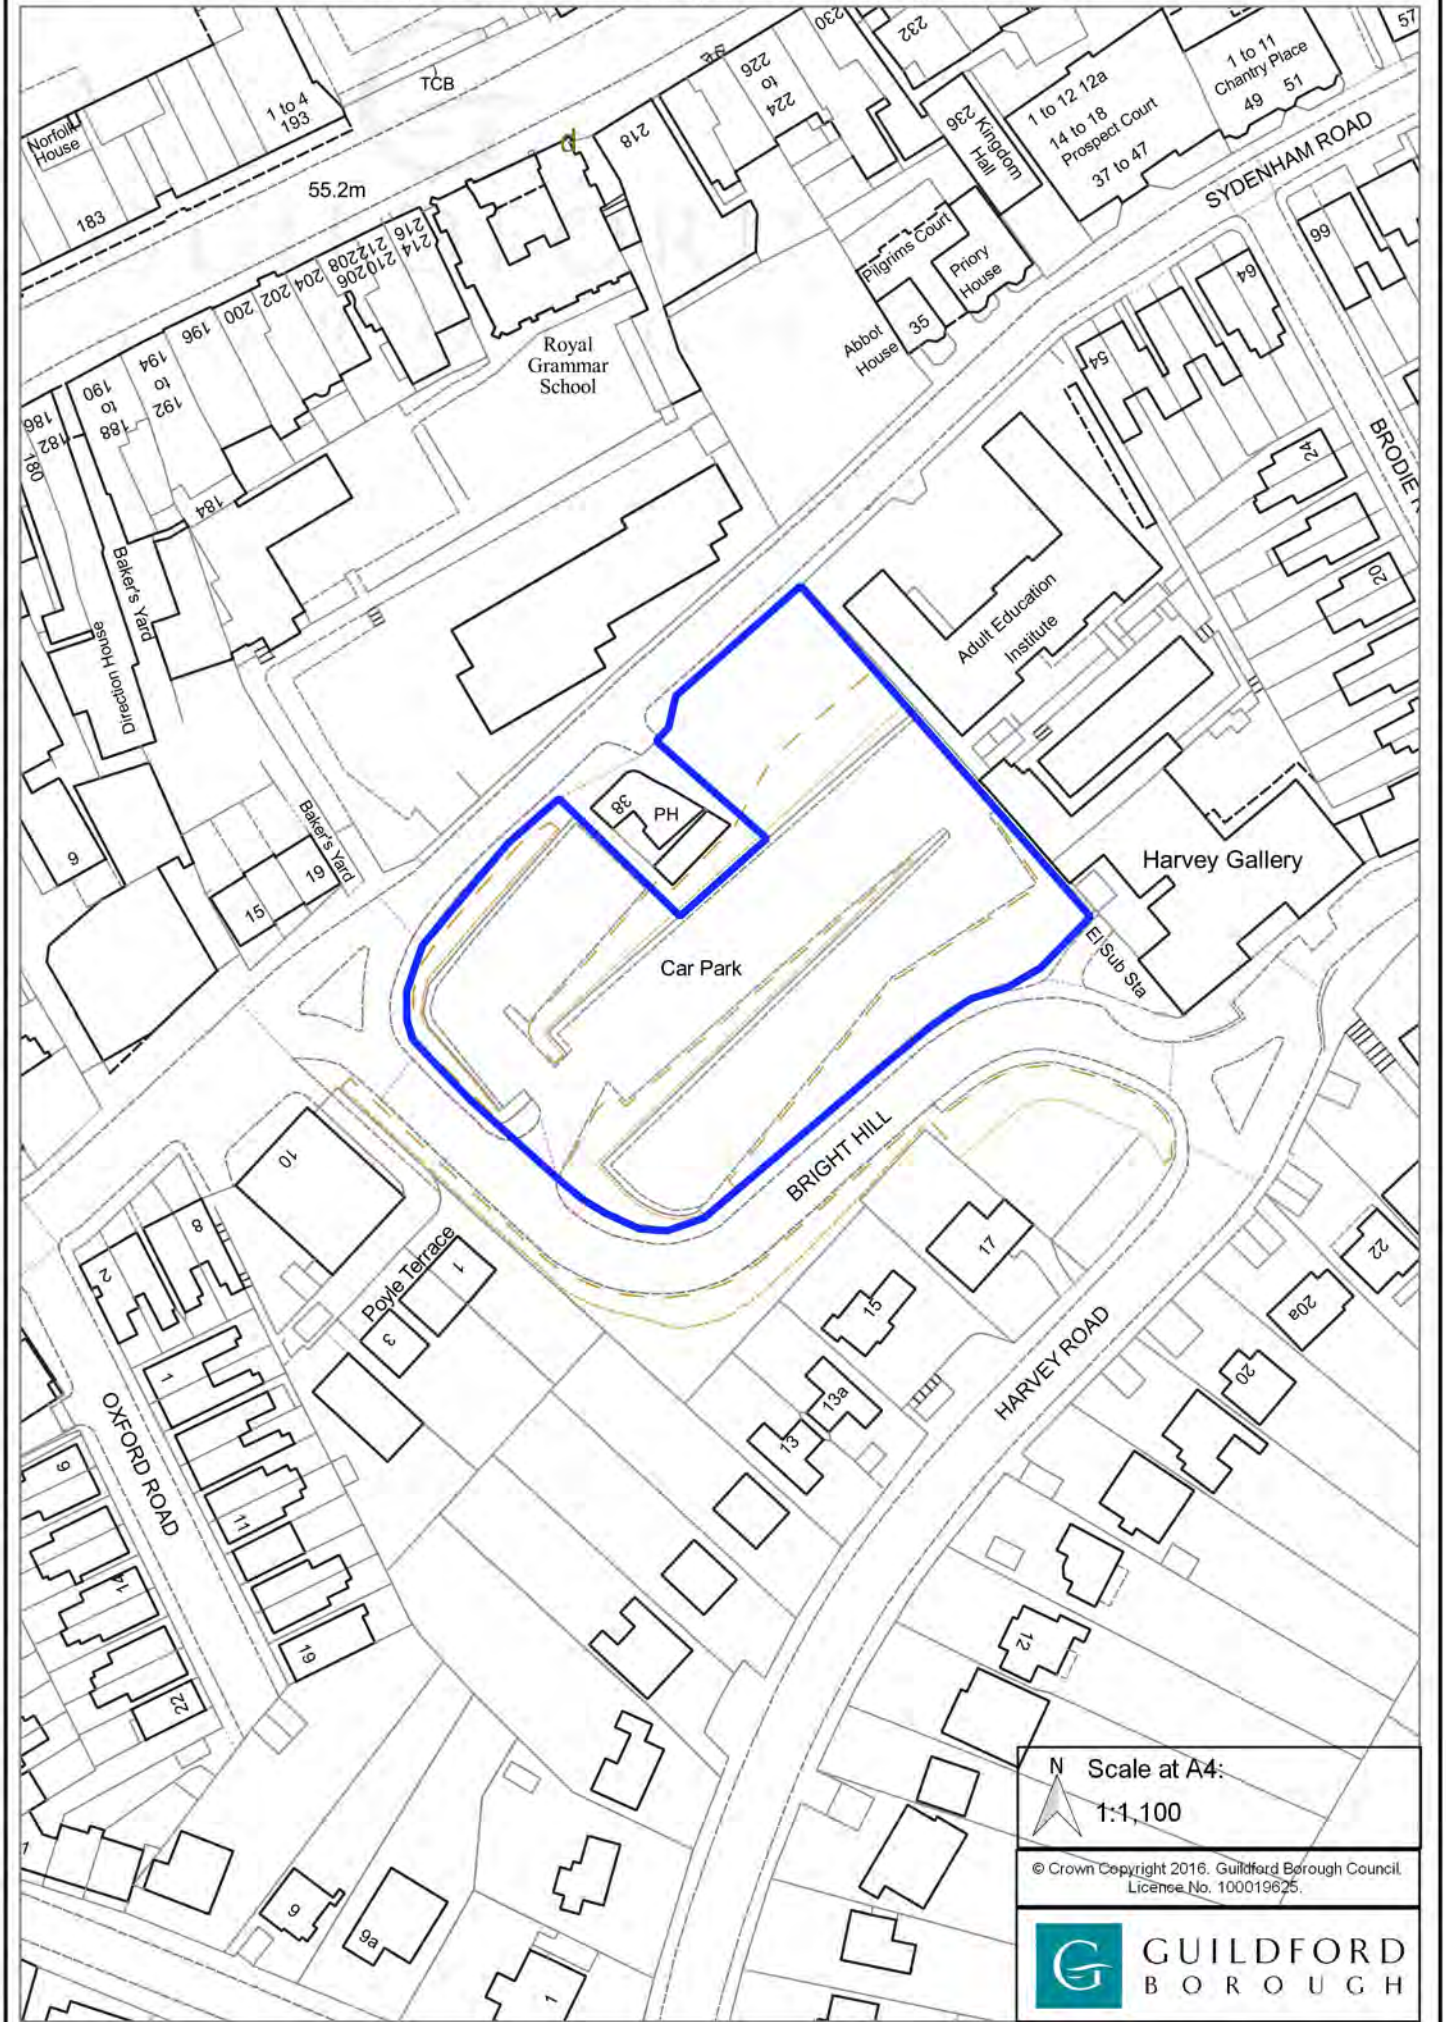 230
232
57
TCB
226
to
224
1 to 4
193
Norfolk
House
218
236
Kingdom
Hall
1 to 12 12a
14 to 18
Prospect Court
37 to 47
1 to 11
Chantry Place
49 51
SYDENHAM ROAD
183
55.2m
216
214
212
210
208
206
204
202
200
196
194
to
192
190
to
188
186
182
180
184
Royal
Grammar
School
Pilgrims Court
Priory
House
Abbot
House
35
66
64
54
24
20
BRODIE
Baker's Yard
Direction House
Adult Education
Institute
38
PH
9
Baker's Yard
19
15
Harvey Gallery
Car Park
El Sub Sta
BRIGHT HILL
10
8
2
Poyle Terrace
1
3
17
15
22
20a
HARVEY ROAD
1
13a
13
20
OXFORD ROAD
9
11
14
19
12
22
7
9
9a
1
N
Scale at A4:
1:1,100
© Crown Copyright 2016. Guildford Borough Council.
Licence No. 100019625.
G
GUILDFORD
BOROUGH